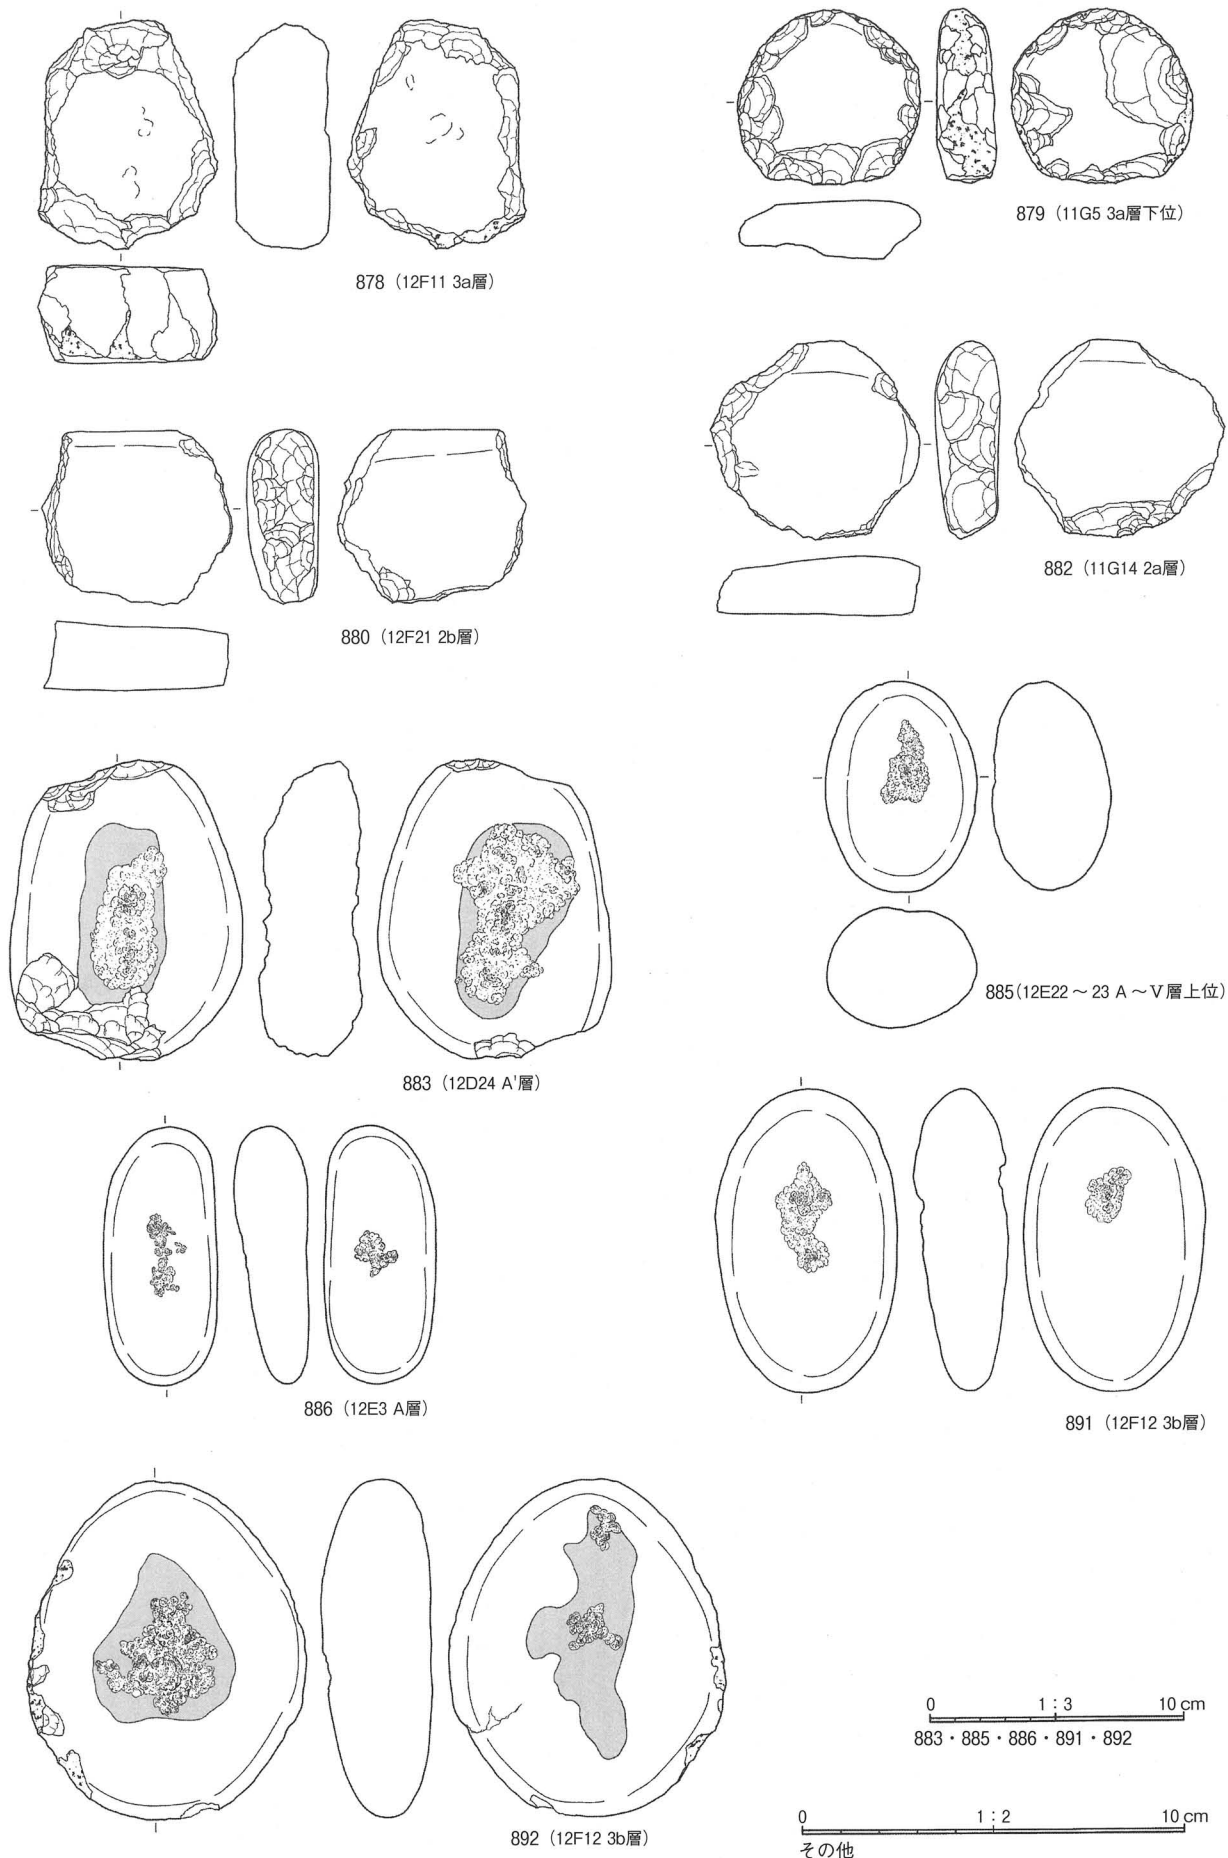 878（12F11 3a層）
879（11G5 3a層下位）
880（12F21 2b層）
882（11G14 2a層）
883（12D24 A'層）
885（12E22～23 A～V層上位）
886（12E3 A層）
891（12F12 3b層）
892（12F12 3b層）
0 1：3 10 cm
883・885・886・891・892
0 1：2 10 cm
その他